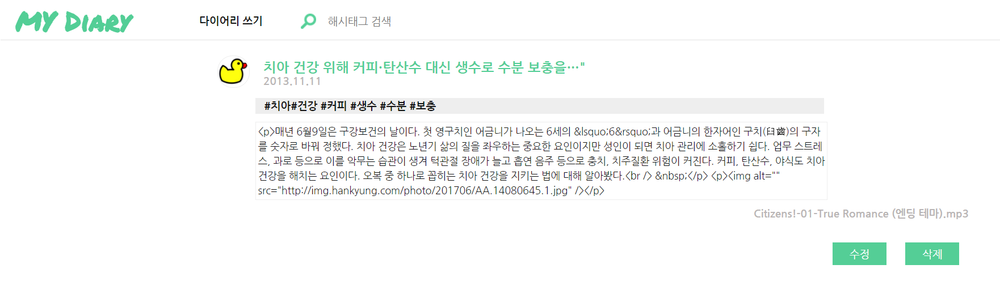 MY DIARY
다이어리 쓰기
해시태그 검색
치아 건강 위해 커피·탄산수 대신 생수로 수분 보충을…"
2013.11.11
#치아#건강 #커피 #생수 #수분 #보충
<p>매년 6월9일은 구강보건의 날이다. 첫 영구치인 어금니가 나오는 6세의 &lsquo;6&rsquo;과 어금니의 한자어인 구치(臼齒)의 구자
를 숫자로 바꿔 정했다. 치아 건강은 노년기 삶의 질을 좌우하는 중요한 요인이지만 성인이 되면 치아 관리에 소홀하기 쉽다. 업무 스트레
스, 과로 등으로 이를 악무는 습관이 생겨 턱관절 장애가 늘고 흡연 음주 등으로 충치, 치주질환 위험이 커진다. 커피, 탄산수, 야식도 치아
건강을 해치는 요인이다. 오복 중 하나로 꼽히는 치아 건강을 지키는 법에 대해 알아봤다.<br /> &nbsp;</p> <p><img alt=""
src="http://img.hankyung.com/photo/201706/AA.14080645.1.jpg" /></p>
Citizens!-01-True Romance (엔딩 테마).mp3
수정
삭제